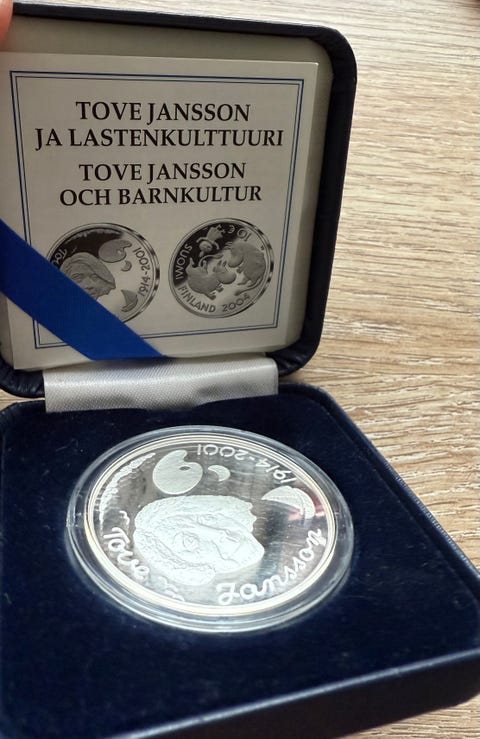 TOVE JANSSON
JA LASTENKULTTUURI
TOVE JANSSON
OCH BARNKULTUR
1914-2001
10 €
SUOMI
FINLAND 2004
1914-2001
Tove Jansson